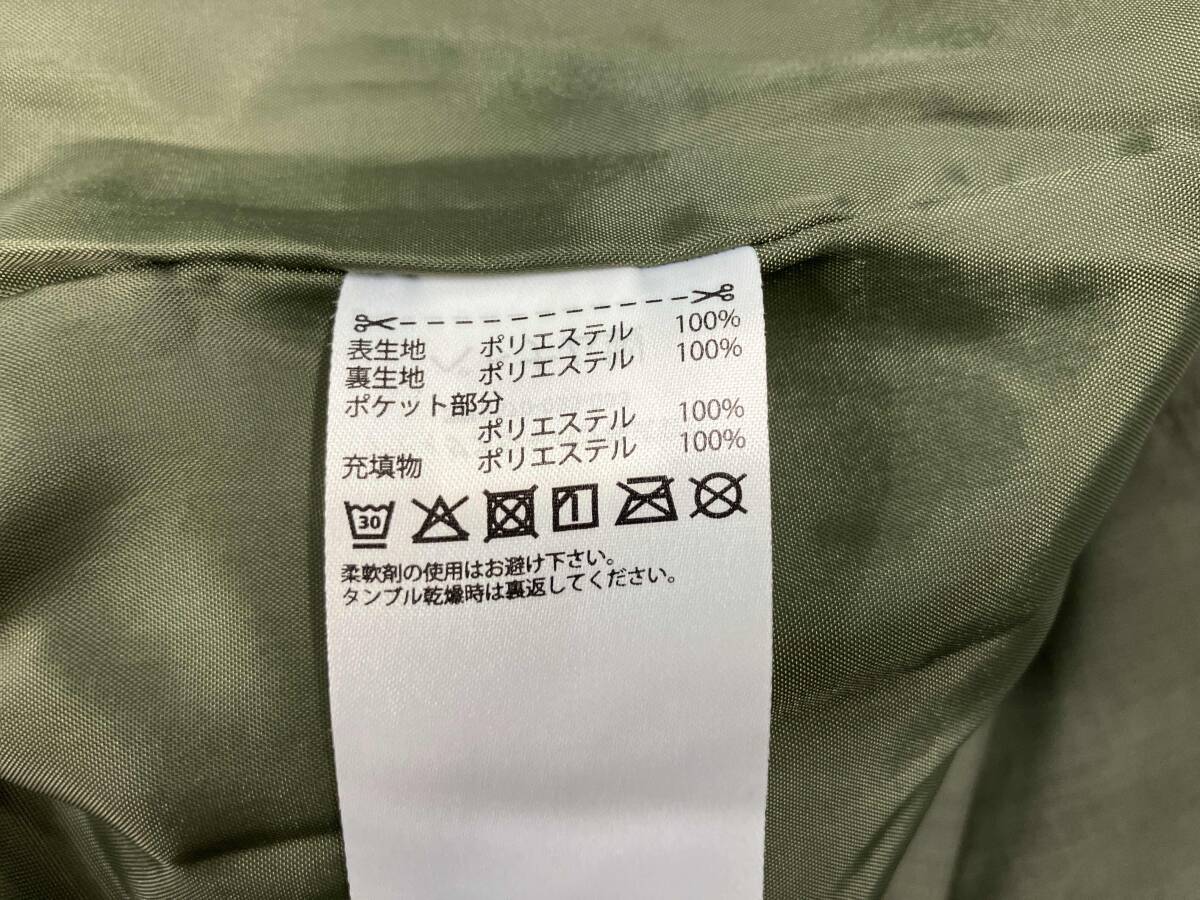 表生地 ポリエステル 100%
裏生地 ポリエステル 100%
ポケット部分
ポリエステル 100%
充填物 ポリエステル 100%
30
柔軟剤の使用はお避け下さい。
タンブル乾燥時は裏返してください。